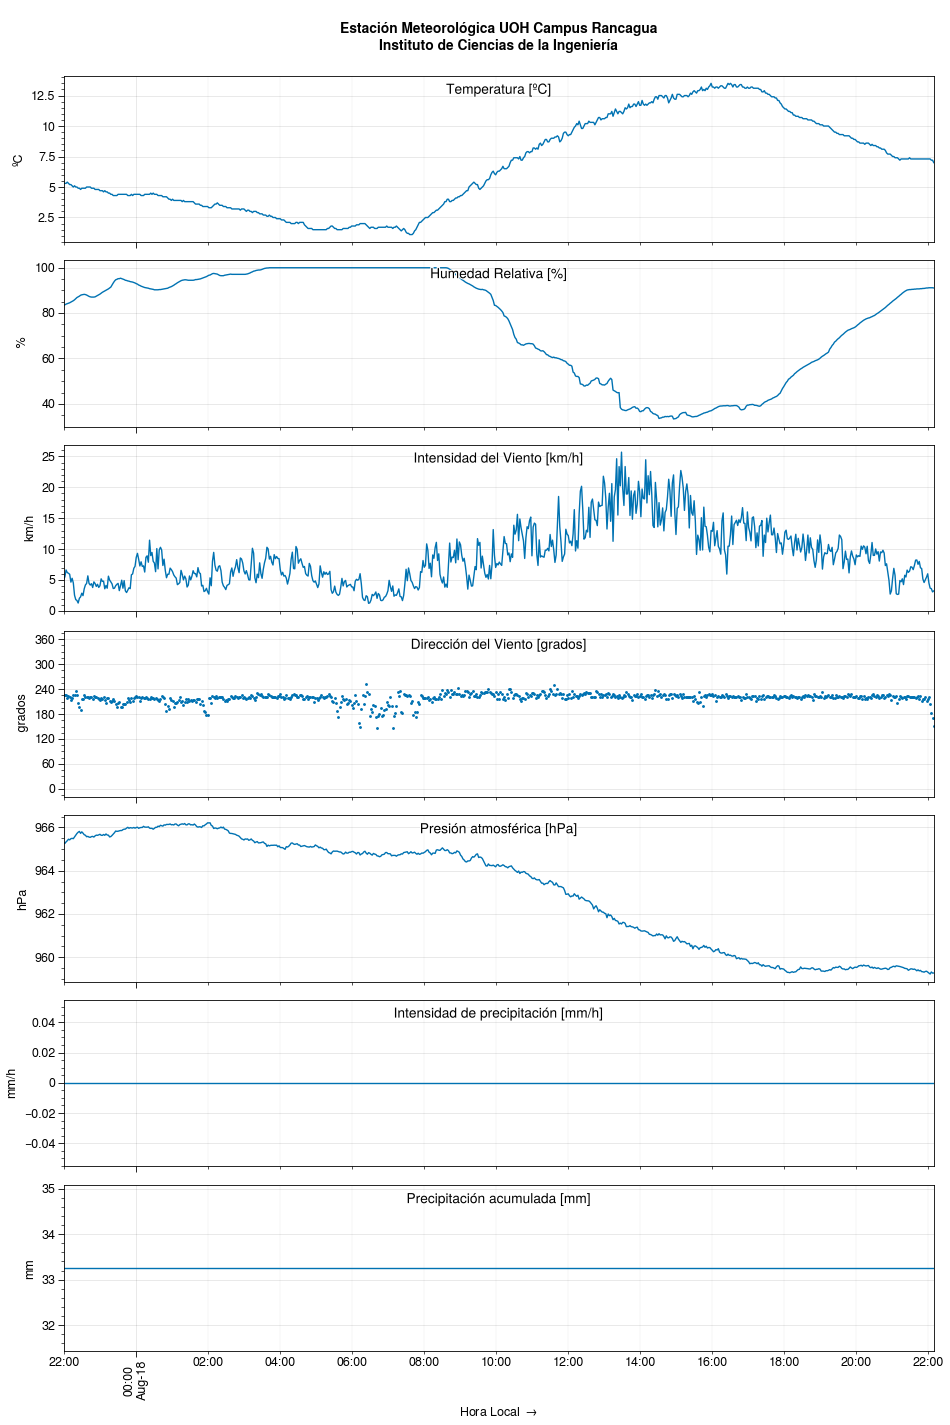 Estación Meteorológica UOH Campus Rancagua
Instituto de Ciencias de la Ingeniería
Temperatura [ºC]
12.5
10
7.5
5
2.5
ºC
Humedad Relativa [%]
100
80
60
40
%
Intensidad del Viento [km/h]
25
20
15
10
5
0
km/h
Dirección del Viento [grados]
360
300
240
180
120
60
0
grados
Presión atmosférica [hPa]
966
964
962
960
hPa
Intensidad de precipitación [mm/h]
0.04
0.02
0
−0.02
−0.04
mm/h
Precipitación acumulada [mm]
35
34
33
32
mm
22:00
00:00
Aug-18
02:00
04:00
06:00
08:00
10:00
12:00
14:00
16:00
18:00
20:00
22:00
Hora Local →